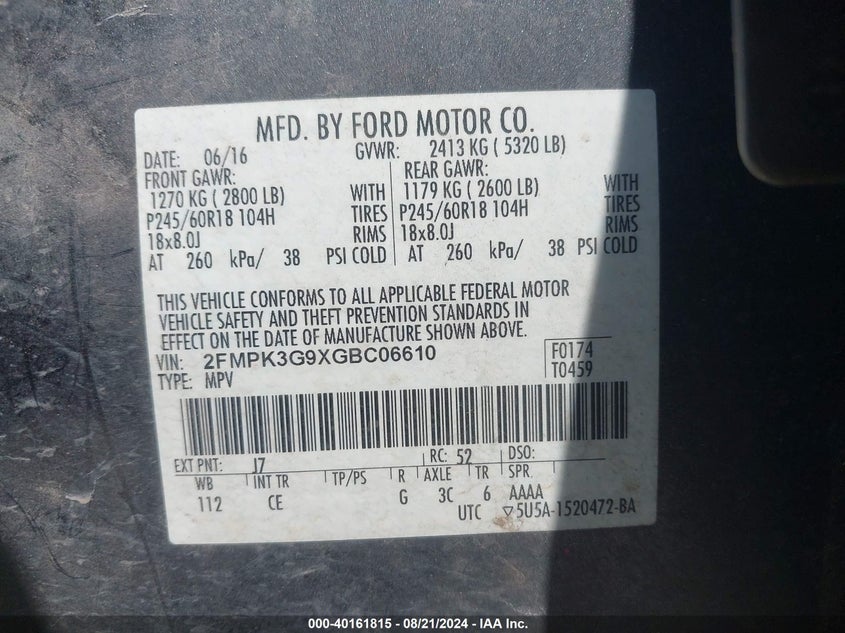 MFD. BY FORD MOTOR CO.
DATE: 06/16 GVWR: 2413 KG ( 5320 LB)
FRONT GAWR: REAR GAWR:
1270 KG ( 2800 LB) WITH 1179 KG ( 2600 LB) WITH
P245/60R18 104H TIRES P245/60R18 104H TIRES
18x8.0J RIMS 18x8.0J RIMS
AT 260 kPa/ 38 PSI COLD AT 260 kPa/ 38 PSI COLD
THIS VEHICLE CONFORMS TO ALL APPLICABLE FEDERAL MOTOR
VEHICLE SAFETY AND THEFT PREVENTION STANDARDS IN
EFFECT ON THE DATE OF MANUFACTURE SHOWN ABOVE.
VIN: 2FMPK3G9XGBC06610 F0174
TYPE: MPV T0459
EXT PNT: J7 RC: 52 DSO:
WB INT TR TP/PS R AXLE TR SPR
112 CE G 3C 6 AAAA
UTC ▽5U5A-1520472-BA
000-40161815 - 08/21/2024 - IAA Inc.